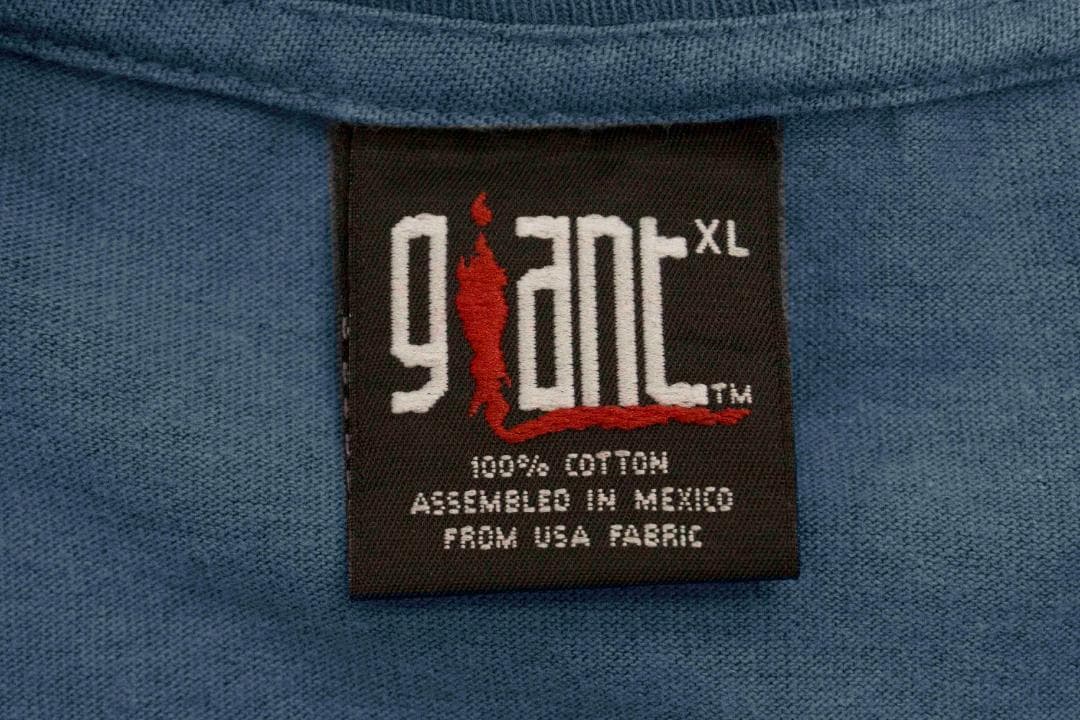 giant XL
TM
100% COTTON
ASSEMBLED IN MEXICO
FROM USA FABRIC